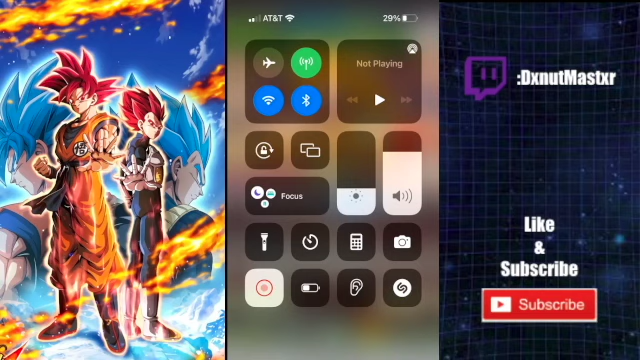 AT&T
29%
Not Playing
Focus
:DxnutMastxr
Like
&
Subscribe
Subscribe